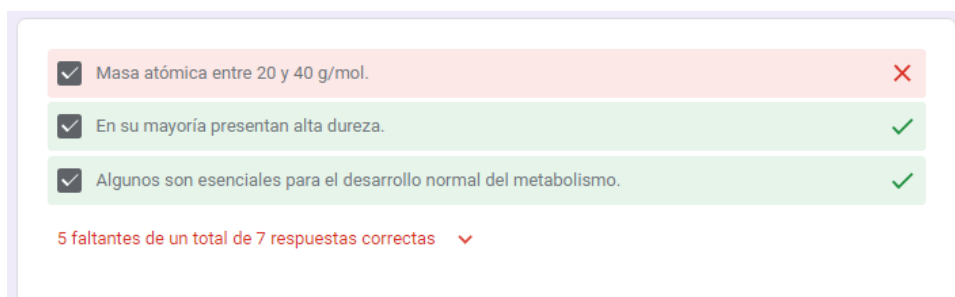 Masa atómica entre 20 y 40 g/mol.
En su mayoría presentan alta dureza.
Algunos son esenciales para el desarrollo normal del metabolismo.
5 faltantes de un total de 7 respuestas correctas